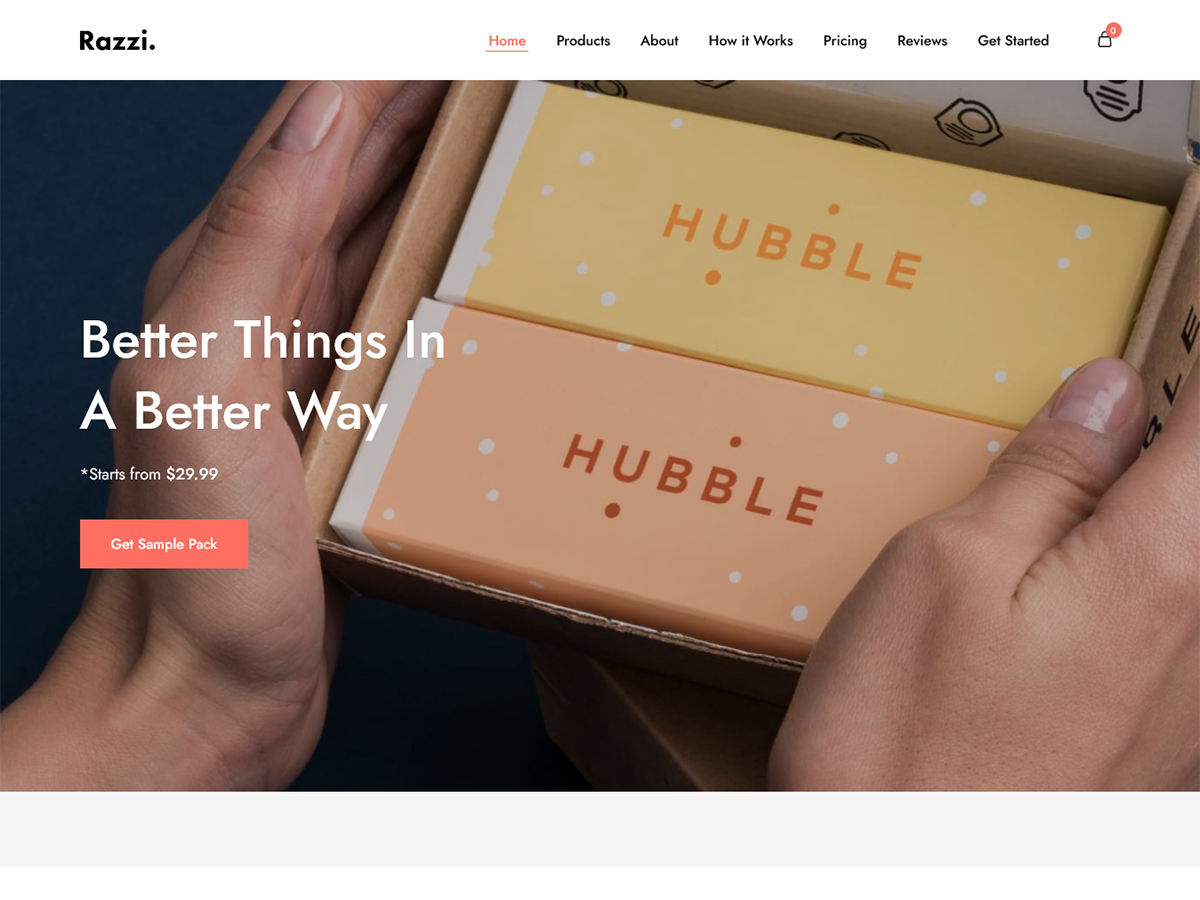 Razzi.
Home Products About How it Works Pricing Reviews Get Started 0
HUBBLE
HUBBLE
Better Things In
A Better Way
*Starts from $29.99
Get Sample Pack